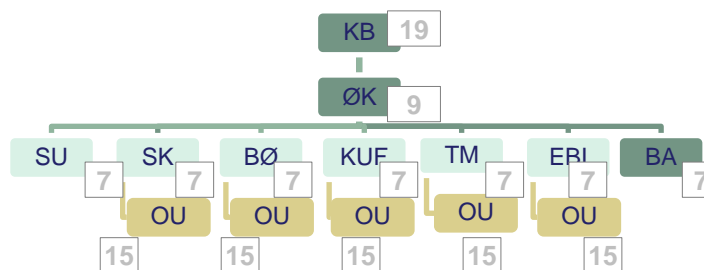 KB 19
ØK 9
SU SK BØ KUF TM EBI BA
7 7 7 7 7 7 7
OU OU OU OU OU
15 15 15 15 15